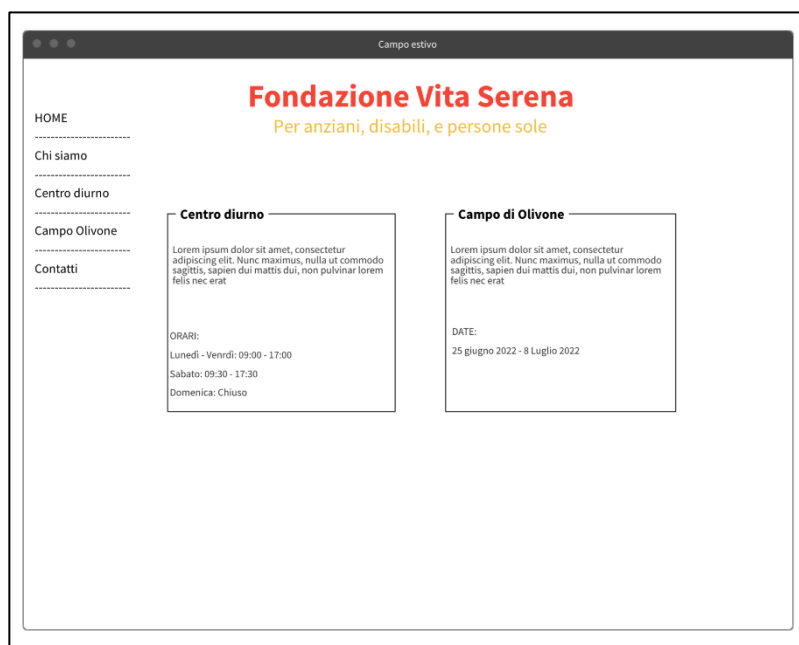 Campo estivo
Fondazione Vita Serena
Per anziani, disabili, e persone sole
HOME
------------------------
Chi siamo
------------------------
Centro diurno
------------------------
Campo Olivone
------------------------
Contatti
------------------------
Centro diurno
Lorem ipsum dolor sit amet, consectetur
adipiscing elit. Nunc maximus, nulla ut commodo
sagittis, sapien dui mattis dui, non pulvinar lorem
felis nec erat
ORARI:
Lunedì - Venrdì: 09:00 - 17:00
Sabato: 09:30 - 17:30
Domenica: Chiuso
Campo di Olivone
Lorem ipsum dolor sit amet, consectetur
adipiscing elit. Nunc maximus, nulla ut commodo
sagittis, sapien dui mattis dui, non pulvinar lorem
felis nec erat
DATE:
25 giugno 2022 - 8 Luglio 2022